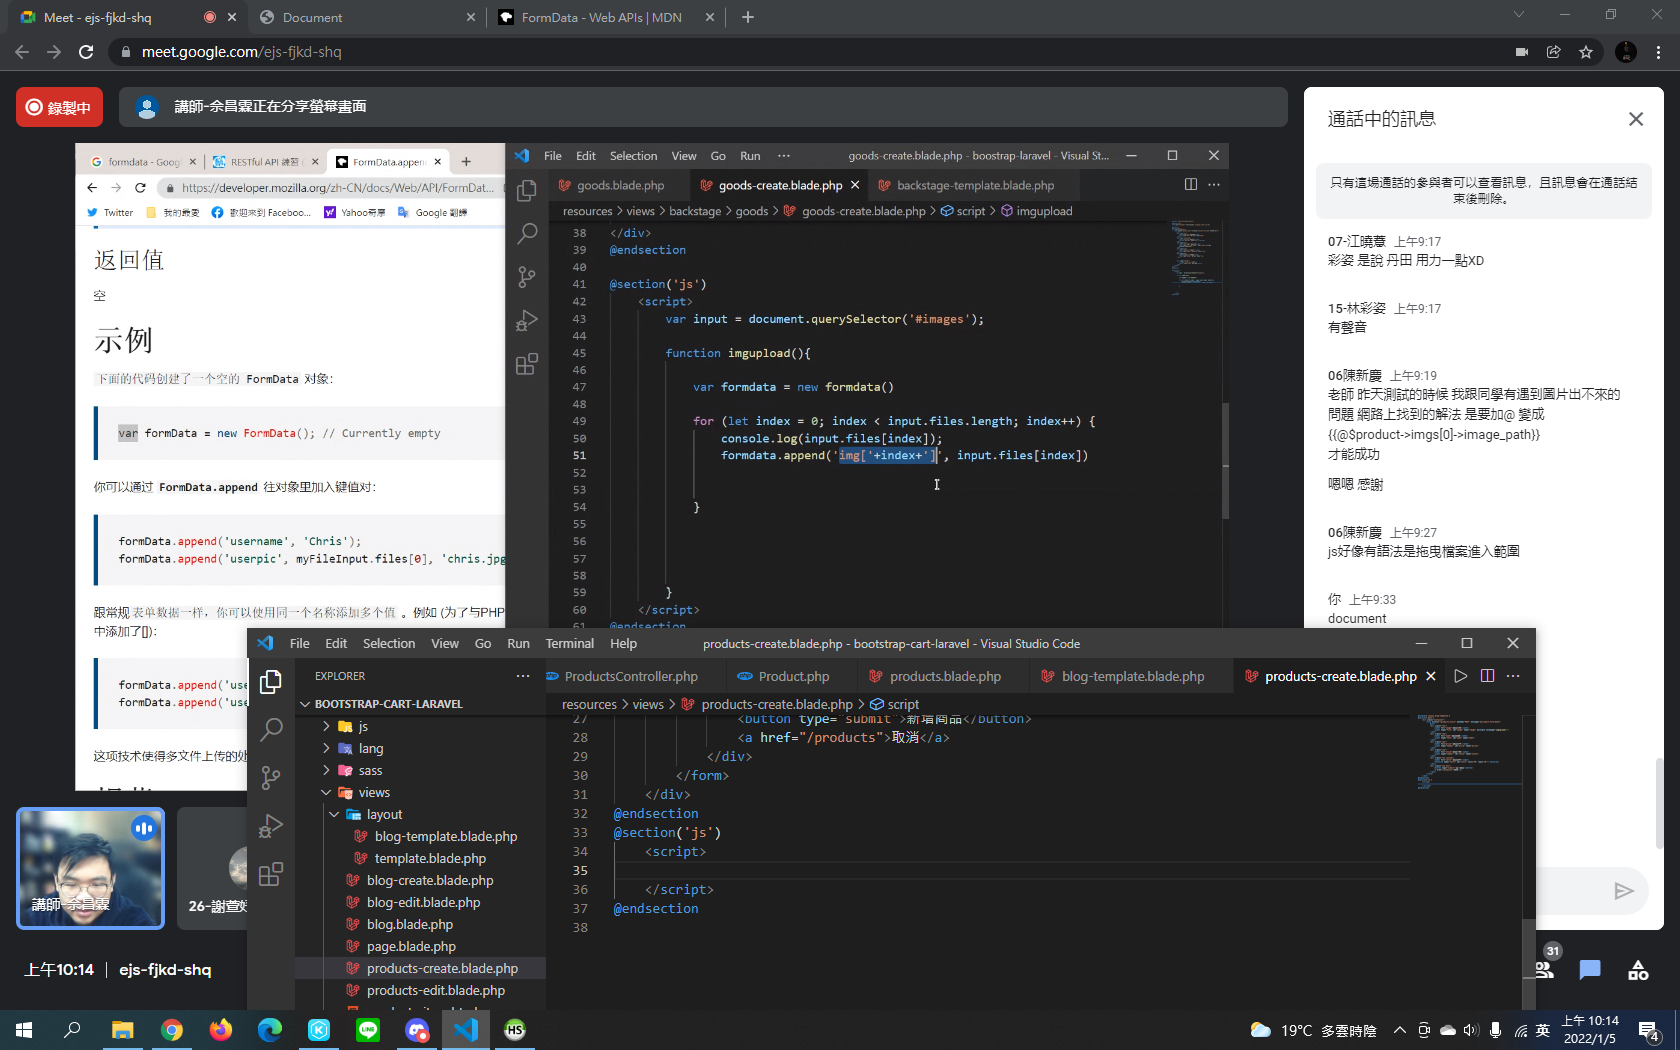 Meet - ejs-fjkd-shq
Document
FormData - Web APIs | MDN
meet.google.com/ejs-fjkd-shq
錄製中
講師-余昌霖正在分享螢幕畫面
通話中的訊息
只有這場通話的參與者可以查看訊息，且訊息會在通話結
束後刪除。
07-江曉蕙 上午9:17
彩姿 是說 丹田 用力一點XD
15-林彩姿 上午9:17
有聲音
06陳新慶 上午9:19
老師 昨天測試的時候 我跟同學有遇到圖片出不來的
問題 網路上找到的解法 是要加@ 變成
{{@$product->imgs[0]->image_path}}
才能成功
嗯嗯 感謝
06陳新慶 上午9:27
js好像有語法是拖曳檔案進入範圍
你 上午9:33
document
formdata - Goog
RESTful API 練習 (
FormData.appen
https://developer.mozilla.org/zh-CN/docs/Web/API/FormDat...
Twitter
我的最愛
歡迎來到 Faceboo...
Yahoo奇摩
Google 翻譯
返回值
空
示例
下面的代码创建了一个空的 FormData 对象：
var formData = new FormData(); // Currently empty
你可以通过 FormData.append 往对象里加入键值对：
formData.append('username', 'Chris');
formData.append('userpic', myFileInput.files[0], 'chris.jpg
跟常规表单数据一样，你可以使用同一个名称添加多个值 。例如 (为了与PHP
中添加了[])：
formData.append('use
formData.append('use
这项技术使得多文件上传的处
File Edit Selection View Go Run ···
goods-create.blade.php - boostrap-laravel - Visual St...
goods.blade.php
goods-create.blade.php
backstage-template.blade.php
resources > views > backstage > goods > goods-create.blade.php > script > imgupload
38 </div>
39 @endsection
40
41 @section('js')
42 <script>
43 var input = document.querySelector('#images');
44
45 function imgupload(){
46
47 var formdata = new formdata()
48
49 for (let index = 0; index < input.files.length; index++) {
50 console.log(input.files[index]);
51 formdata.append('img['+index+']', input.files[index])
52
53
54 }
55
56
57
58
59 }
60 </script>
61 @endsection
File Edit Selection View Go Run Terminal Help
products-create.blade.php - bootstrap-cart-laravel - Visual Studio Code
EXPLORER
ProductsController.php
Product.php
products.blade.php
blog-template.blade.php
products-create.blade.php
BOOTSTRAP-CART-LARAVEL
js
lang
sass
views
layout
blog-template.blade.php
template.blade.php
blog-create.blade.php
blog-edit.blade.php
blog.blade.php
page.blade.php
products-create.blade.php
products-edit.blade.php
resources > views > products-create.blade.php > script
27 <button type="submit">新增商品</button>
28 <a href="/products">取消</a>
29 </div>
30 </form>
31 </div>
32 @endsection
33 @section('js')
34 <script>
35
36 </script>
37 @endsection
38
講師-余昌霖
26-謝萱
上午10:14 | ejs-fjkd-shq
31
HS
19°C 多雲時陰
英
上午 10:14
2022/1/5
4